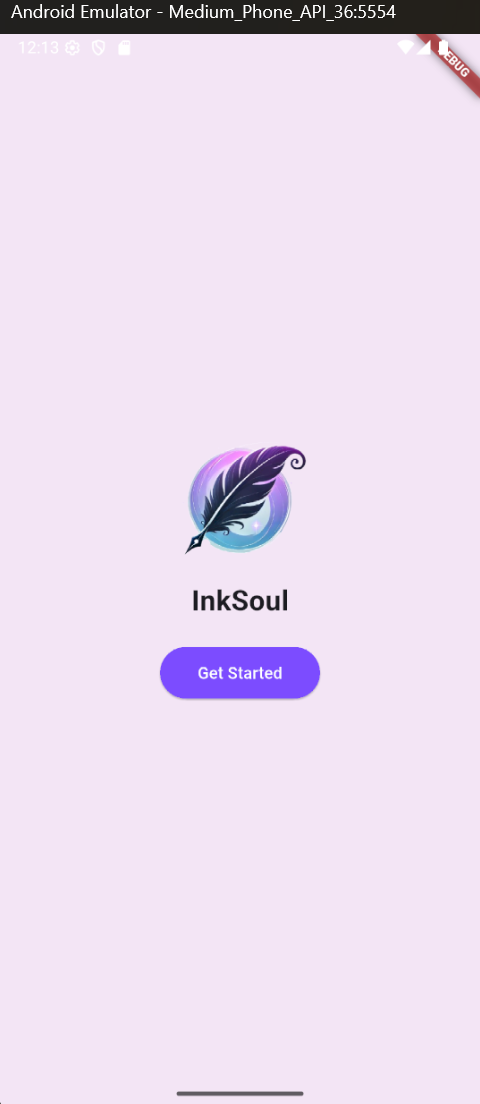 Android Emulator - Medium_Phone_API_36:5554
12:13
DEBUG
InkSoul
Get Started